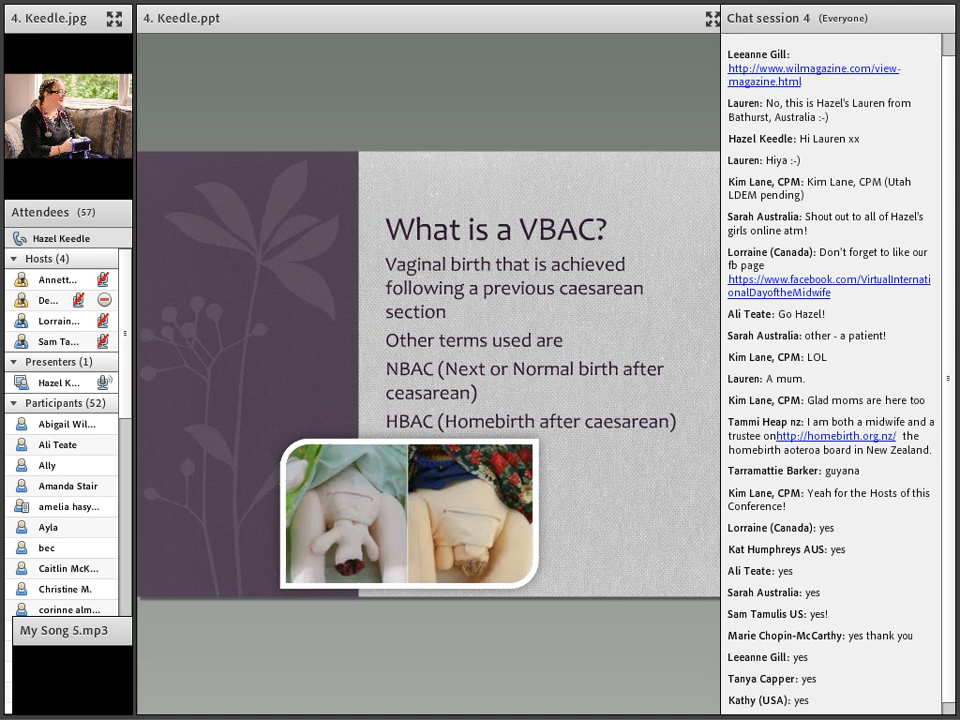 4. Keedle.jpg
Attendees (57)
Hazel Keedle
Hosts (4)
Annett...
De...
Lorrain...
Sam Ta...
Presenters (1)
Hazel K...
Participants (52)
Abigail Wil...
Ali Teate
Ally
Amanda Stair
amelia hasy...
Ayla
bec
Caitlin McK...
Christine M.
corinne alm...
My Song 5.mp3
4. Keedle.ppt
What is a VBAC?
Vaginal birth that is achieved
following a previous caesarean
section
Other terms used are
NBAC (Next or Normal birth after
ceasarean)
HBAC (Homebirth after caesarean)
Chat session 4 (Everyone)
Leeanne Gill:
http://www.wilmagazine.com/view-
magazine.html
Lauren: No, this is Hazel's Lauren from
Bathurst, Australia :-)
Hazel Keedle: Hi Lauren xx
Lauren: Hiya :-)
Kim Lane, CPM: Kim Lane, CPM (Utah
LDEM pending)
Sarah Australia: Shout out to all of Hazel's
girls online atm!
Lorraine (Canada): Don't forget to like our
fb page
https://www.facebook.com/VirtualInternati
onalDayoftheMidwife
Ali Teate: Go Hazel!
Sarah Australia: other - a patient!
Kim Lane, CPM: LOL
Lauren: A mum.
Kim Lane, CPM: Glad moms are here too
Tammi Heap nz: I am both a midwife and a
trustee onhttp://homebirth.org.nz/ the
homebirth aoteroa board in New Zealand.
Tarramattie Barker: guyana
Kim Lane, CPM: Yeah for the Hosts of this
Conference!
Lorraine (Canada): yes
Kat Humphreys AUS: yes
Ali Teate: yes
Sarah Australia: yes
Sam Tamulis US: yes!
Marie Chopin-McCarthy: yes thank you
Leeanne Gill: yes
Tanya Capper: yes
Kathy (USA): yes